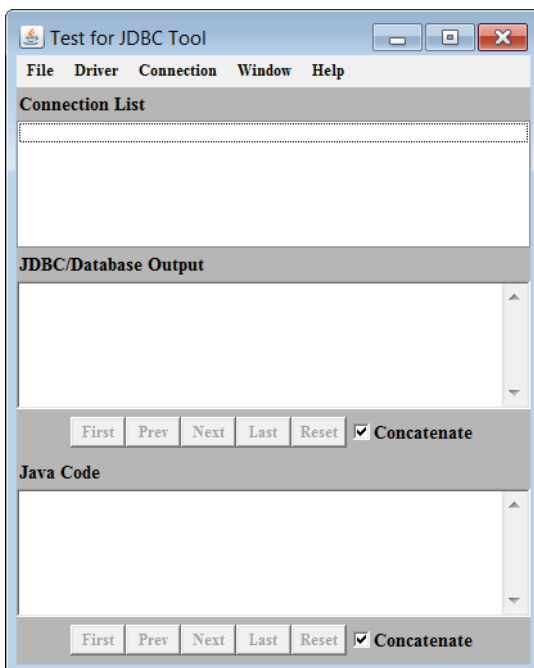 Test for JDBC Tool
File Driver Connection Window Help
Connection List
JDBC/Database Output
First Prev Next Last Reset Concatenate
Java Code
First Prev Next Last Reset Concatenate